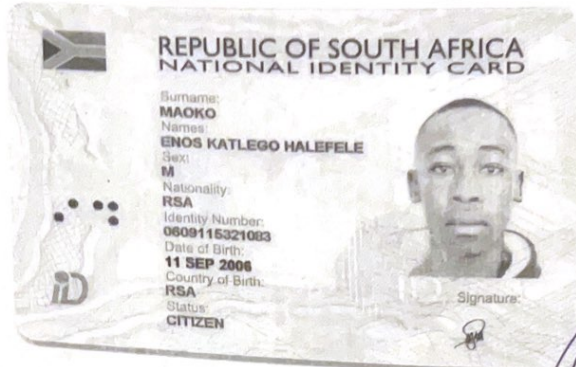 REPUBLIC OF SOUTH AFRICA
NATIONAL IDENTITY CARD
Surname:
MAOKO
Names:
ENOS KATLEGO HALEFELE
Sex:
M
Nationality:
RSA
Identity Number:
0609115321083
Date of Birth:
11 SEP 2006
Country of Birth:
RSA
Status:
CITIZEN
Signature:
iD